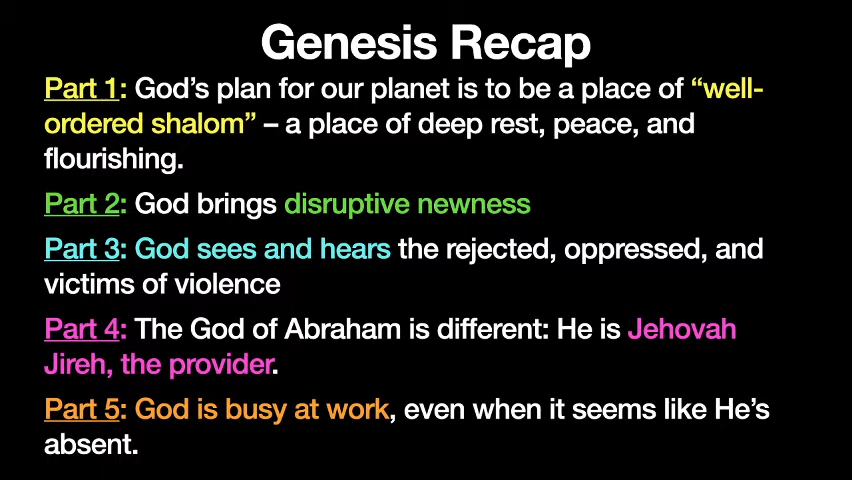 Genesis Recap
Part 1: God’s plan for our planet is to be a place of “well-
ordered shalom” – a place of deep rest, peace, and
flourishing.
Part 2: God brings disruptive newness
Part 3: God sees and hears the rejected, oppressed, and
victims of violence
Part 4: The God of Abraham is different: He is Jehovah
Jireh, the provider.
Part 5: God is busy at work, even when it seems like He’s
absent.